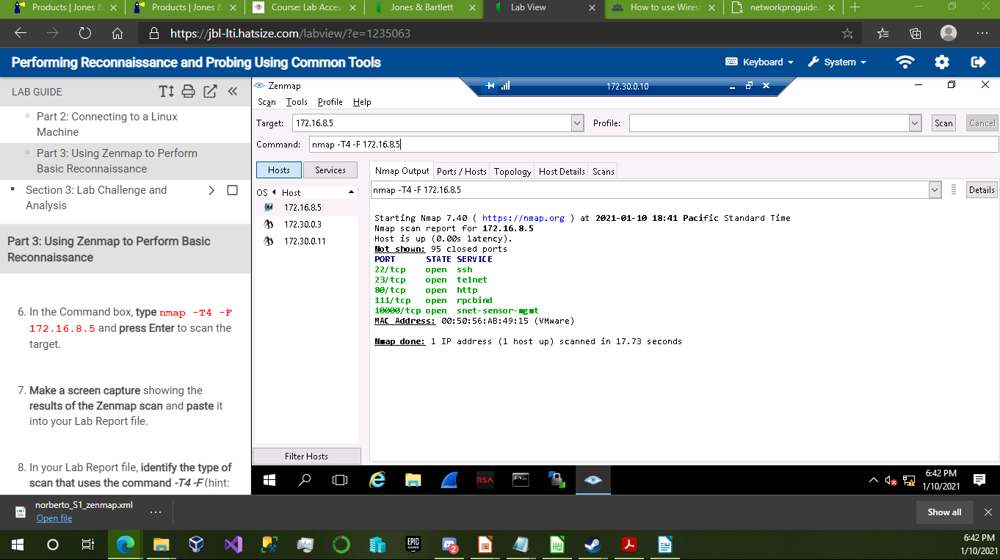 Products | Jones &
Products | Jones &
Course: Lab Acces
Jones & Bartlett
Lab View
How to use Wires
networkproguide.
https://jbl-lti.hatsize.com/labview/?e=1235063
Performing Reconnaissance and Probing Using Common Tools
Keyboard
System
LAB GUIDE
Part 2: Connecting to a Linux
Machine
Part 3: Using Zenmap to Perform
Basic Reconnaissance
Section 3: Lab Challenge and
Analysis
Part 3: Using Zenmap to Perform Basic
Reconnaissance
6. In the Command box, type nmap -T4 -F
172.16.8.5 and press Enter to scan the
target.
7. Make a screen capture showing the
results of the Zenmap scan and paste it
into your Lab Report file.
8. In your Lab Report file, identify the type of
scan that uses the command -T4 -F (hint:
Zenmap
172.30.0.10
Scan Tools Profile Help
Target: 172.16.8.5 Profile: Scan Cancel
Command: nmap -T4 -F 172.16.8.5
Hosts Services
Nmap Output Ports / Hosts Topology Host Details Scans
OS Host
172.16.8.5
172.30.0.3
172.30.0.11
Filter Hosts
nmap -T4 -F 172.16.8.5 Details
Starting Nmap 7.40 ( https://nmap.org ) at 2021-01-10 18:41 Pacific Standard Time
Nmap scan report for 172.16.8.5
Host is up (0.00s latency).
Not shown: 95 closed ports
PORT STATE SERVICE
22/tcp open ssh
23/tcp open telnet
80/tcp open http
111/tcp open rpcbind
10000/tcp open snet-sensor-mgmt
MAC Address: 00:50:56:AB:49:15 (VMware)
Nmap done: 1 IP address (1 host up) scanned in 17.73 seconds
RSA
6:42 PM
1/10/2021
norberto_S1_zenmap.xml
Open file
Show all
EPIC
GAMES
2
6:42 PM
1/10/2021